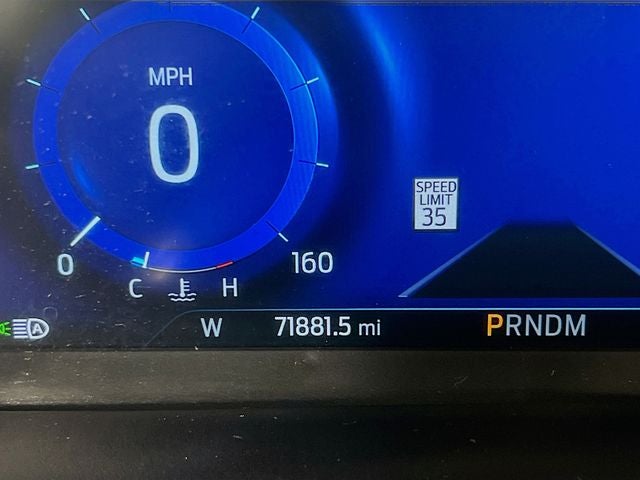 MPH
0
SPEED
LIMIT
35
0
160
C
H
A
W 71881.5 mi PRNDM